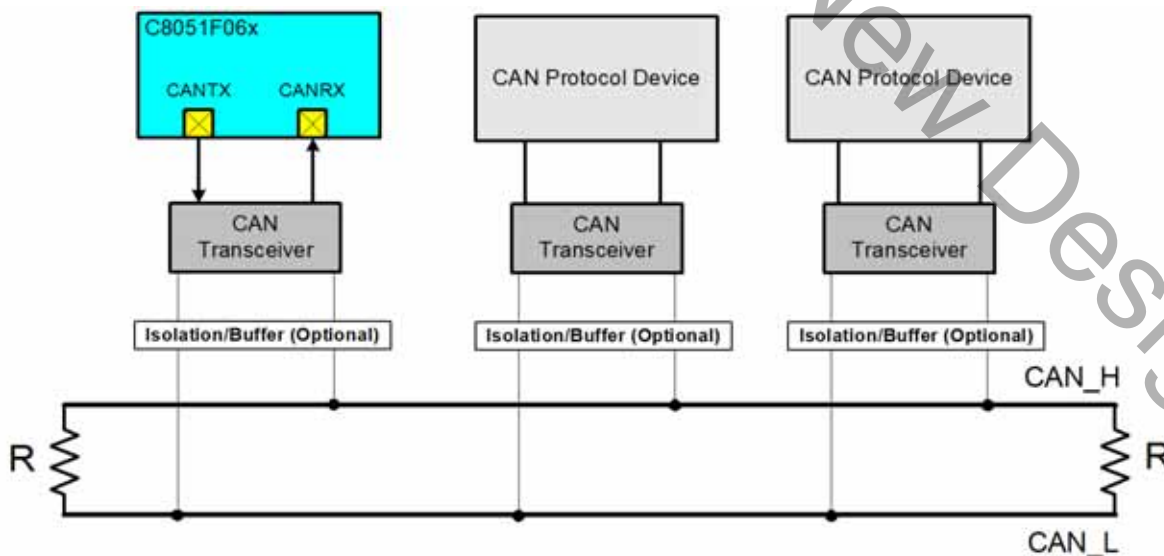 C8051F06x
CANTX CANRX
CAN Protocol Device
CAN Protocol Device
CAN
Transceiver
CAN
Transceiver
CAN
Transceiver
Isolation/Buffer (Optional)
Isolation/Buffer (Optional)
Isolation/Buffer (Optional)
CAN_H
R
R
CAN_L
New